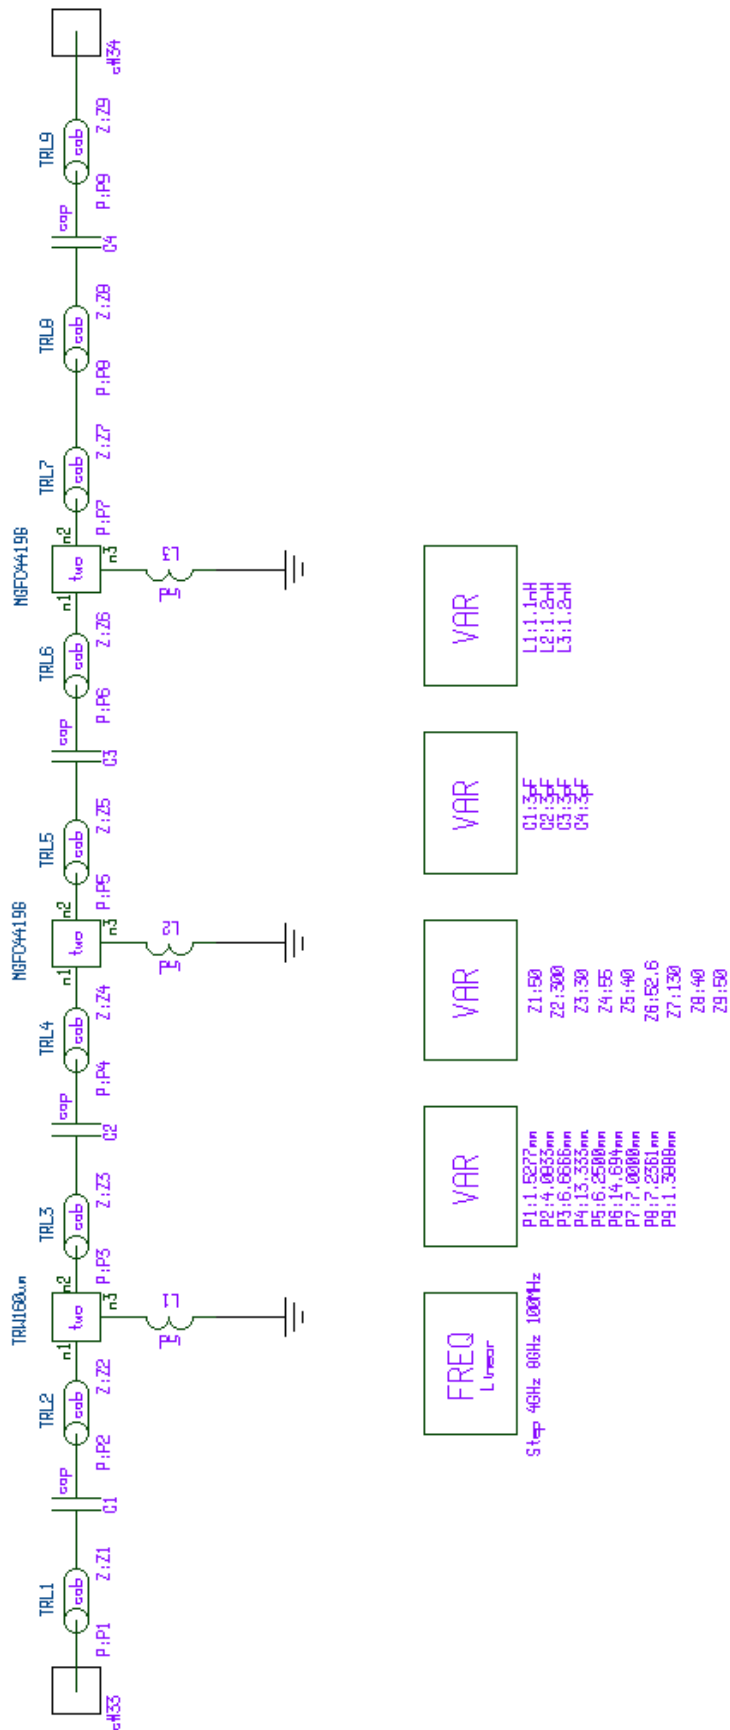 TRL1
cab
P:P1
Z:Z1
cap
C1
TRL2
cab
P:P2
Z:Z2
TRW160um
n1
two
n2
n3
L1
TRL3
cab
P:P3
Z:Z3
cap
C2
TRL4
cab
P:P4
Z:Z4
MGFC4419G
n1
two
n2
n3
L2
TRL5
cab
P:P5
Z:Z5
cap
C3
TRL6
cab
P:P6
Z:Z6
MGFC4419G
n1
two
n2
n3
L3
TRL7
cab
P:P7
Z:Z7
TRL8
cab
P:P8
Z:Z8
cap
C4
TRL9
cab
P:P9
Z:Z9
FREQ
Linear
Step 4GHz 8GHz 100MHz
VAR
P1:1.5277mm
P2:4.0833mm
P3:6.6666mm
P4:13.333mm
P5:6.2500mm
P6:14.694mm
P7:7.0000mm
P8:7.2361mm
P9:1.3888mm
VAR
Z1:50
Z2:300
Z3:30
Z4:55
Z5:40
Z6:52.6
Z7:130
Z8:40
Z9:50
VAR
C1:3pF
C2:3pF
C3:3pF
C4:3pF
VAR
L1:1.1nH
L2:1.2nH
L3:1.2nH